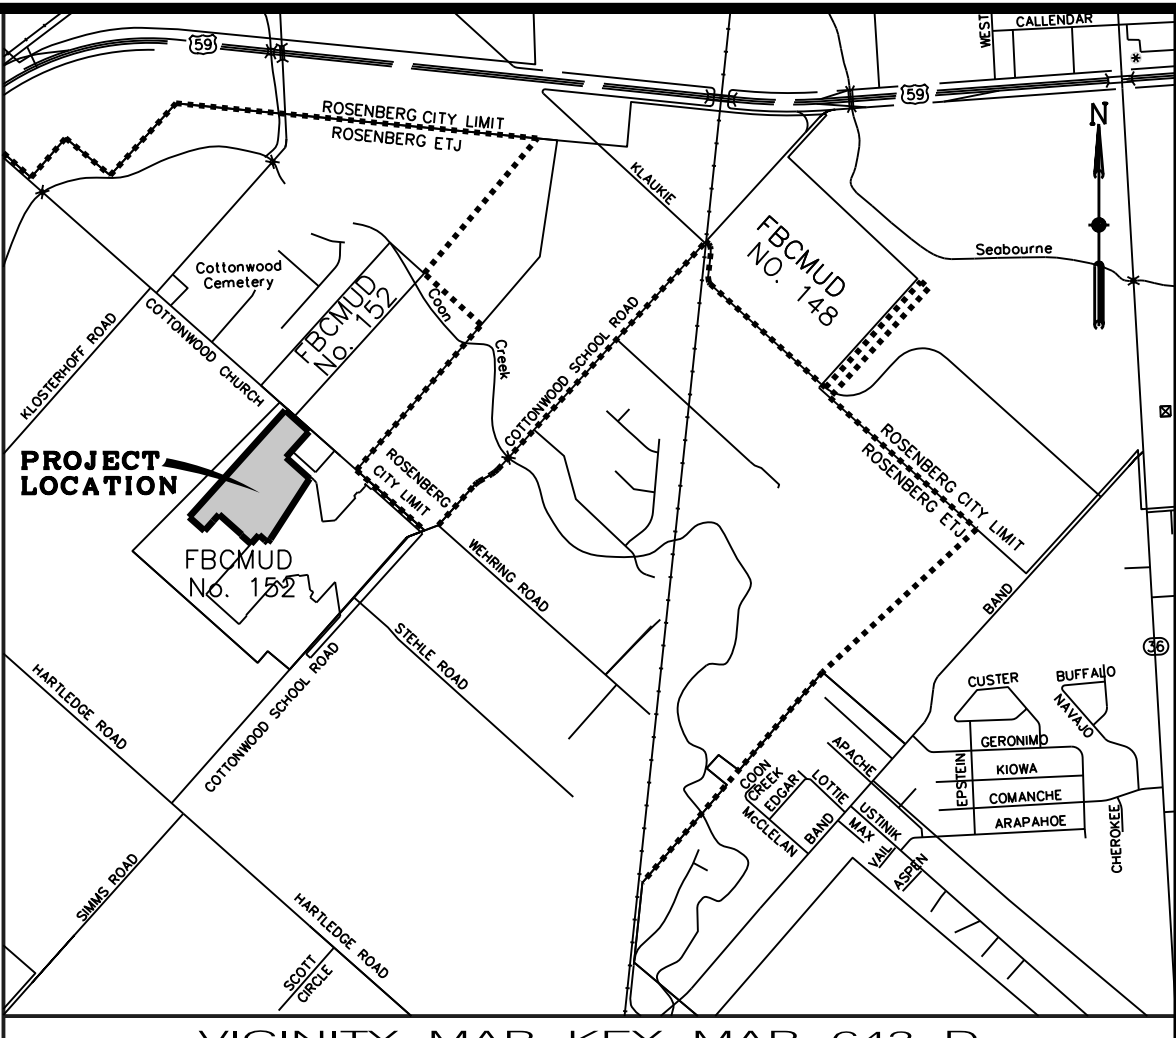 WEST
CALLENDAR
59
59
ROSENBERG CITY LIMIT
ROSENBERG ETJ
N
KLAUKIE
FBCMUD
NO. 148
Seabourne
Cottonwood
Cemetery
FBCMUD
No. 152
Coon
Creek
KLOSTERHOFF ROAD
COTTONWOOD CHURCH
COTTONWOOD SCHOOL ROAD
PROJECT
LOCATION
ROSENBERG
CITY LIMIT
ROSENBERG CITY LIMIT
ROSENBERG ETJ
FBCMUD
No. 152
WEHRING ROAD
BAND
STEHLE ROAD
36
HARTLEDGE ROAD
COTTONWOOD SCHOOL ROAD
CUSTER
BUFFALO
NAVAJO
GERONIMO
KIOWA
EPSTEIN
COMANCHE
ARAPAHOE
CHEROKEE
APACHE
COON
CREEK
EDGAR
LOTTIE
McCLELAN
BAND
USTINIK
MAX
VAIL
ASPEN
SIMMS ROAD
HARTLEDGE ROAD
SCOTT
CIRCLE